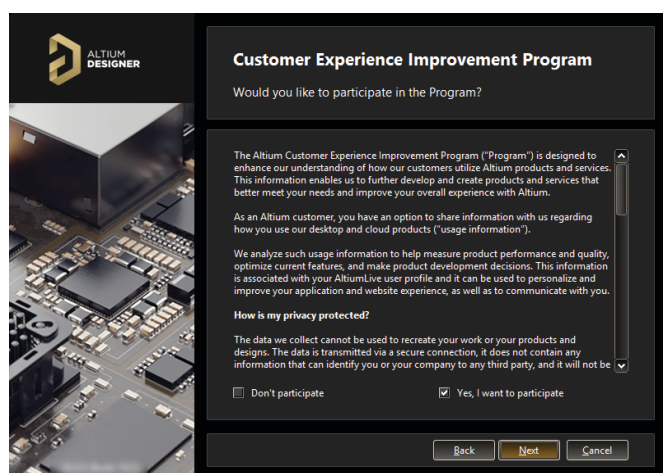 ALTIUM
DESIGNER
Customer Experience Improvement Program
Would you like to participate in the Program?
The Altium Customer Experience Improvement Program ("Program") is designed to
enhance our understanding of how our customers utilize Altium products and services.
This information enables us to further develop and create products and services that
better meet your needs and improve your overall experience with Altium.
As an Altium customer, you have an option to share information with us regarding
how you use our desktop and cloud products ("usage information").
We analyze such usage information to help measure product performance and quality,
optimize current features, and make product development decisions. This information
is associated with your AltiumLive user profile and it can be used to personalize and
improve your application and website experience, as well as to communicate with you.
How is my privacy protected?
The data we collect cannot be used to recreate your work or your products and
designs. The data is transmitted via a secure connection, it does not contain any
information that can identify you or your company to any third party, and it will not be
Don't participate
Yes, I want to participate
Back
Next
Cancel